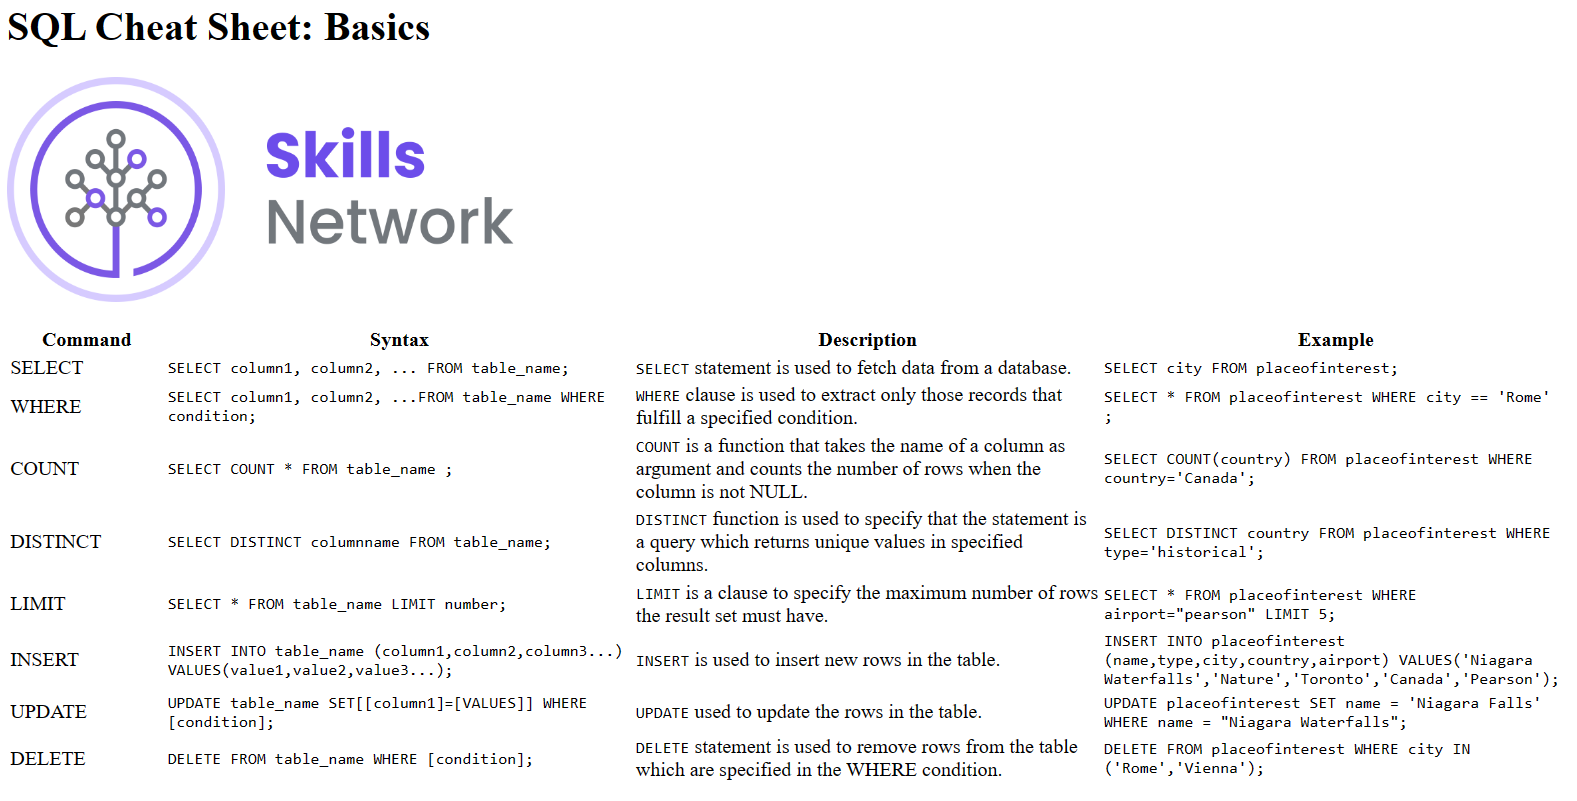 SQL Cheat Sheet: Basics
Skills
Network
Command Syntax Description Example
SELECT
SELECT column1, column2, ... FROM table_name;
SELECT statement is used to fetch data from a database.
SELECT city FROM placeofinterest;
WHERE
SELECT column1, column2, ...FROM table_name WHERE
condition;
WHERE clause is used to extract only those records that
fulfill a specified condition.
SELECT * FROM placeofinterest WHERE city == 'Rome'
;
COUNT
SELECT COUNT * FROM table_name ;
COUNT is a function that takes the name of a column as
argument and counts the number of rows when the
column is not NULL.
SELECT COUNT(country) FROM placeofinterest WHERE
country='Canada';
DISTINCT
SELECT DISTINCT columnname FROM table_name;
DISTINCT function is used to specify that the statement is
a query which returns unique values in specified
columns.
SELECT DISTINCT country FROM placeofinterest WHERE
type='historical';
LIMIT
SELECT * FROM table_name LIMIT number;
LIMIT is a clause to specify the maximum number of rows
the result set must have.
SELECT * FROM placeofinterest WHERE
airport="pearson" LIMIT 5;
INSERT
INSERT INTO table_name (column1,column2,column3...)
VALUES(value1,value2,value3...);
INSERT is used to insert new rows in the table.
INSERT INTO placeofinterest
(name,type,city,country,airport) VALUES('Niagara
Waterfalls','Nature','Toronto','Canada','Pearson');
UPDATE
UPDATE table_name SET[[column1]=[VALUES]] WHERE
[condition];
UPDATE used to update the rows in the table.
UPDATE placeofinterest SET name = 'Niagara Falls'
WHERE name = "Niagara Waterfalls";
DELETE
DELETE FROM table_name WHERE [condition];
DELETE statement is used to remove rows from the table
which are specified in the WHERE condition.
DELETE FROM placeofinterest WHERE city IN
('Rome','Vienna');